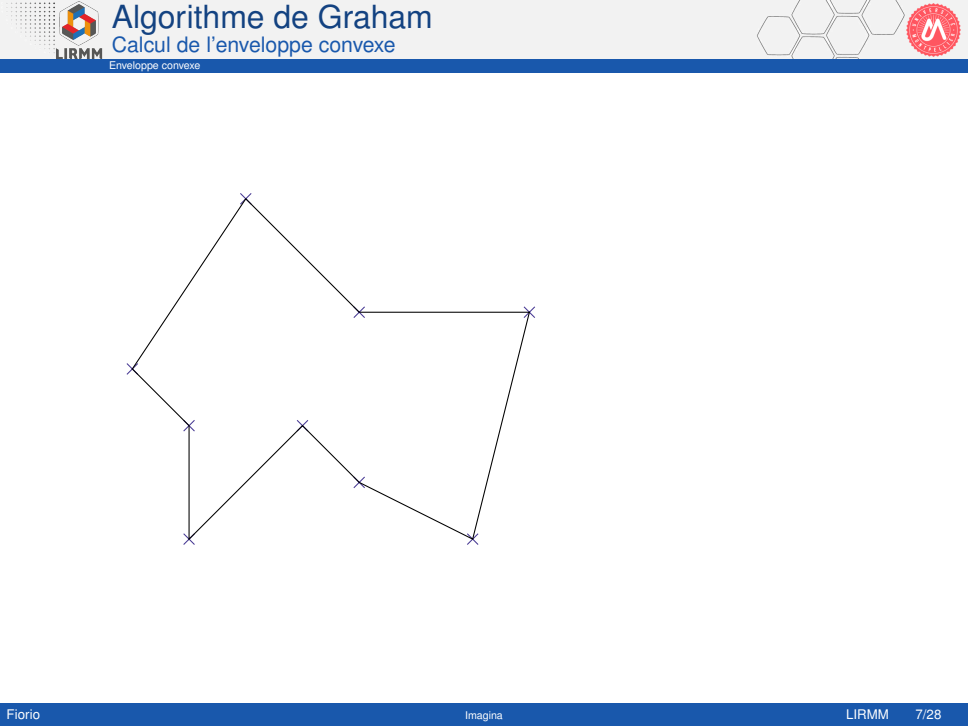 Algorithme de Graham
Calcul de l'enveloppe convexe
LIRMM
Enveloppe convexe
Fiorio
Imagina
LIRMM 7/28